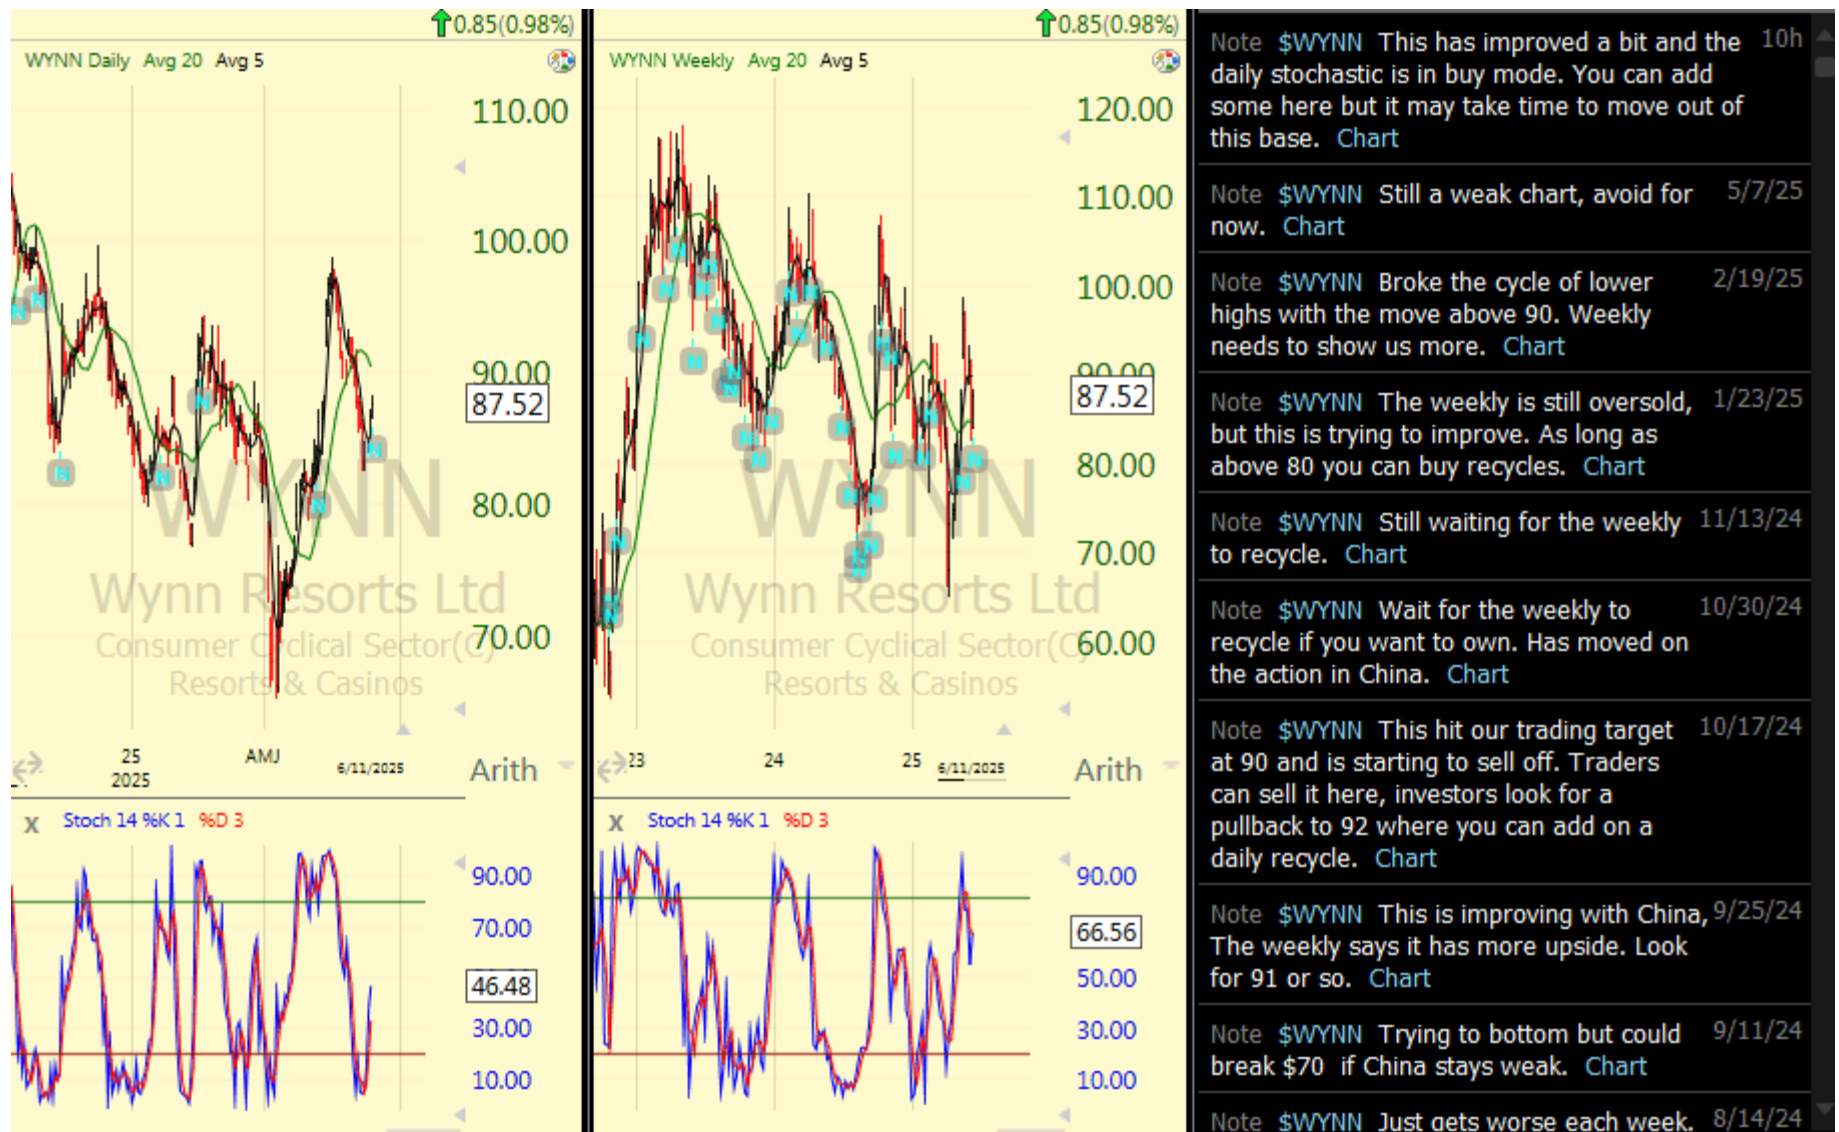 0.85(0.98%)
WYNN Daily Avg 20 Avg 5
110.00
100.00
90.00
87.52
80.00
70.00
WYNN
Wynn Resorts Ltd
Consumer Cyclical Sector(C)
Resorts & Casinos
25
AMJ
2025
6/11/2025
Arith
X Stoch 14 %K 1 %D 3
90.00
70.00
46.48
30.00
10.00
0.85(0.98%)
WYNN Weekly Avg 20 Avg 5
120.00
110.00
100.00
90.00
87.52
80.00
70.00
60.00
WYNN
Wynn Resorts Ltd
Consumer Cyclical Sector(C)
Resorts & Casinos
23
24
25
6/11/2025
Arith
X Stoch 14 %K 1 %D 3
90.00
66.56
50.00
30.00
10.00
Note $WYNN This has improved a bit and the 10h
daily stochastic is in buy mode. You can add
some here but it may take time to move out of
this base. Chart
Note $WYNN Still a weak chart, avoid for 5/7/25
now. Chart
Note $WYNN Broke the cycle of lower 2/19/25
highs with the move above 90. Weekly
needs to show us more. Chart
Note $WYNN The weekly is still oversold, 1/23/25
but this is trying to improve. As long as
above 80 you can buy recycles. Chart
Note $WYNN Still waiting for the weekly 11/13/24
to recycle. Chart
Note $WYNN Wait for the weekly to 10/30/24
recycle if you want to own. Has moved on
the action in China. Chart
Note $WYNN This hit our trading target 10/17/24
at 90 and is starting to sell off. Traders
can sell it here, investors look for a
pullback to 92 where you can add on a
daily recycle. Chart
Note $WYNN This is improving with China, 9/25/24
The weekly says it has more upside. Look
for 91 or so. Chart
Note $WYNN Trying to bottom but could 9/11/24
break $70 if China stays weak. Chart
Note $WYNN Just gets worse each week. 8/14/24